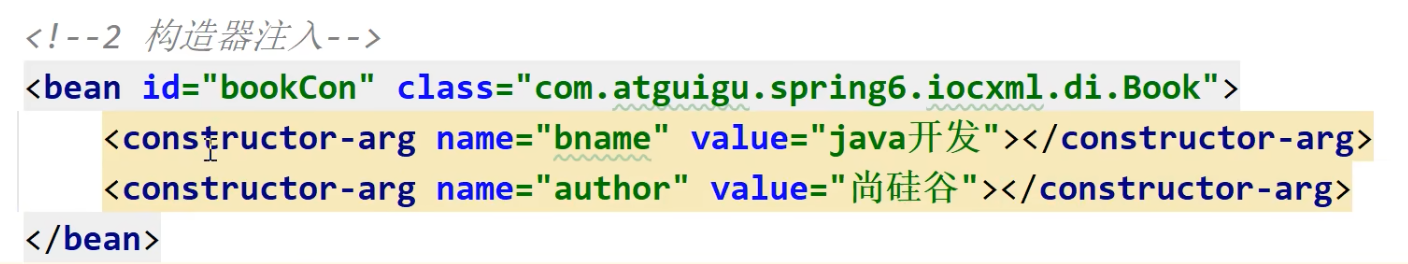 <!--2 构造器注入-->
<bean id="bookCon" class="com.atguigu.spring6.iocxml.di.Book">
<constructor-arg name="bname" value="java开发"></constructor-arg>
<constructor-arg name="author" value="尚硅谷"></constructor-arg>
</bean>